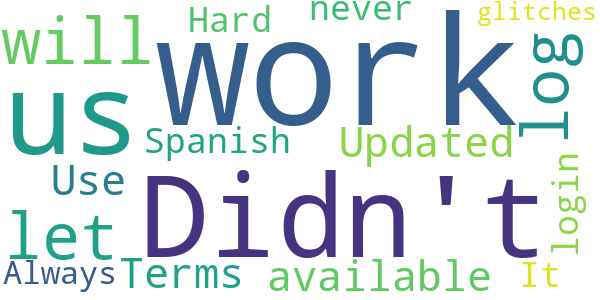 Hard never glitches
will work log
us
Spanish Updated
Use Didn't login
let
Always Terms available It